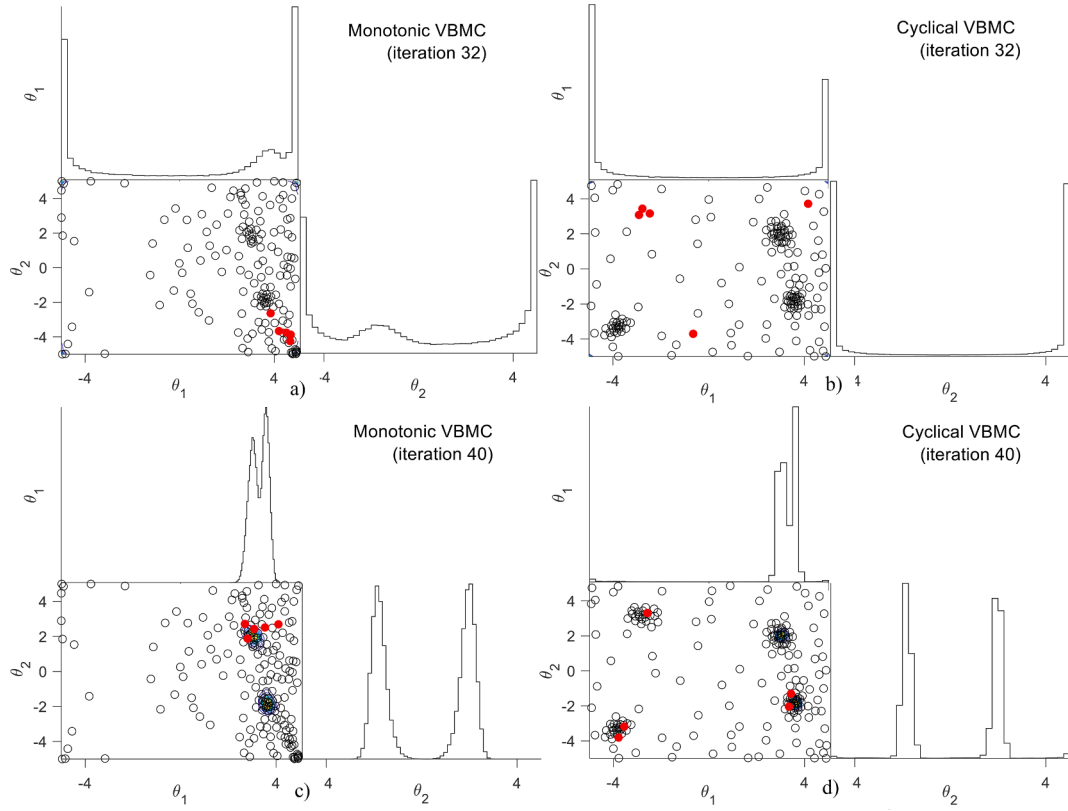 Monotonic VBMC
(iteration 32)
θ1
4
2
0
-2
-4
θ2
-4
4
θ1
a)
-4
4
θ2
Cyclical VBMC
(iteration 32)
θ1
4
2
0
-2
-4
θ2
-4
4
θ1
b)
4
4
θ2
Monotonic VBMC
(iteration 40)
θ1
4
2
0
-2
-4
θ2
-4
4
θ1
c)
-4
4
θ2
Cyclical VBMC
(iteration 40)
θ1
4
2
0
-2
-4
θ2
-4
4
θ1
d)
-4
4
θ2